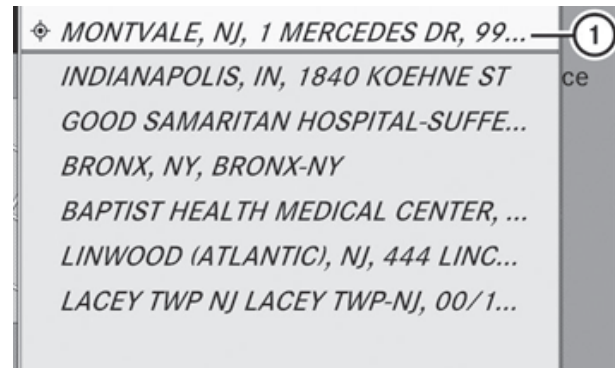 MONTVALE, NJ, 1 MERCEDES DR, 99... 1
INDIANAPOLIS, IN, 1840 KOEHNE ST ce
GOOD SAMARITAN HOSPITAL-SUFFE...
BRONX, NY, BRONX-NY
BAPTIST HEALTH MEDICAL CENTER, ...
LINWOOD (ATLANTIC), NJ, 444 LINC...
LACEY TWP NJ LACEY TWP-NJ, 00/1...